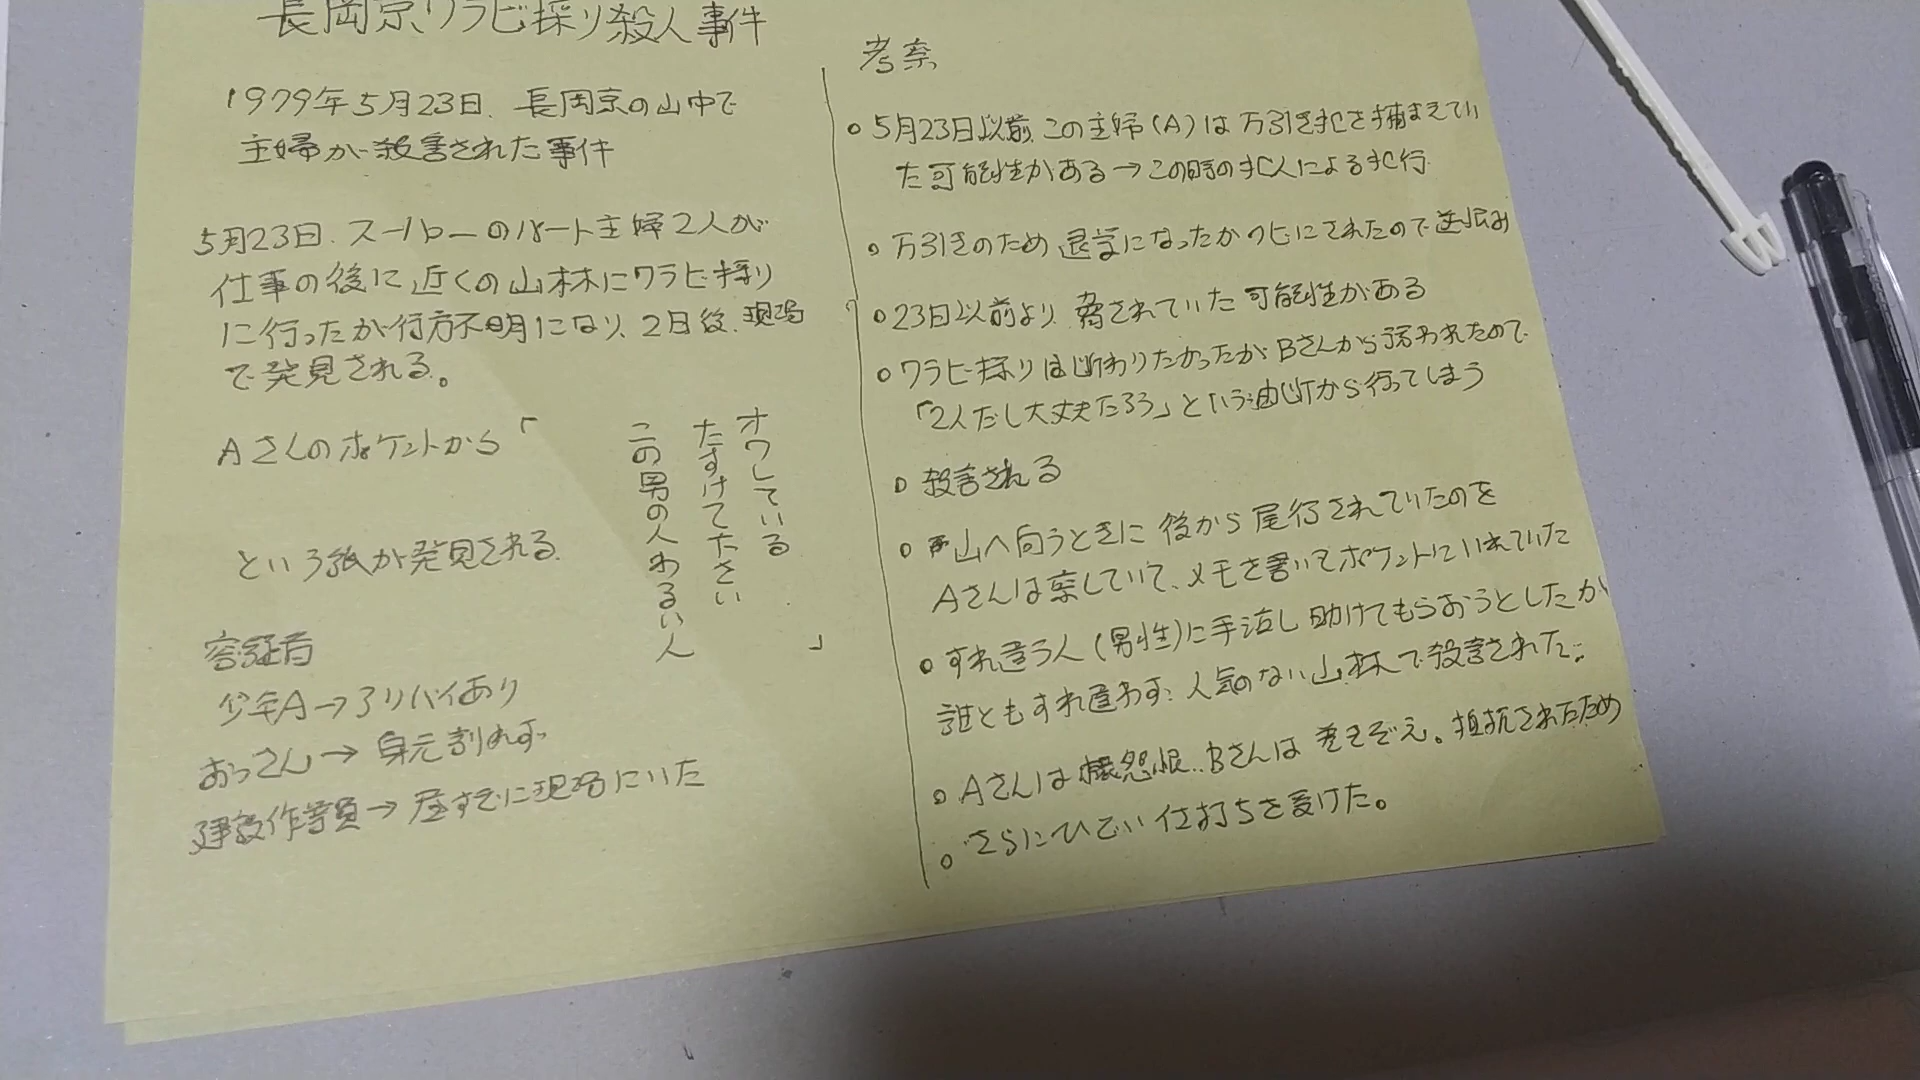 長岡京ワラビ採り殺人事件
1979年5月23日、長岡京の山中で
主婦が殺害された事件
5月23日、スーパーのパート主婦2人が
仕事の後に近くの山林にワラビ採り
に行ったが行方不明になり、2日後、現場
で発見される。
Aさんのポケットから「
オワしている
たすけて下さい
この男の人わるい人
」
という紙が発見される。
容疑者
少年A→アリバイあり
おっさん→身元割れず
建設作業員→昼すぎに現場にいた
考察
○5月23日以前、この主婦(A)は万引き犯を捕まえてい
た可能性がある→この時の犯人による犯行
○万引きのため退学になったかクビにされたので逆恨み
○23日以前より、脅されていた可能性がある
○ワラビ採りは断わりたかったがBさんから誘われたので
「2人だし大丈夫だろう」という油断から行ってしまう
○殺害される
○山へ向うときに後から尾行されていたのを
Aさんは察していて、メモを書いてポケットにいれていた
○すれ違う人(男性)に手渡し助けてもらおうとしたが
誰ともすれ違わず、人気のない山林で殺害された。
○Aさんは怨恨、Bさんはまきぞえ。抵抗されたため
○さらにひどい仕打ちを受けた。